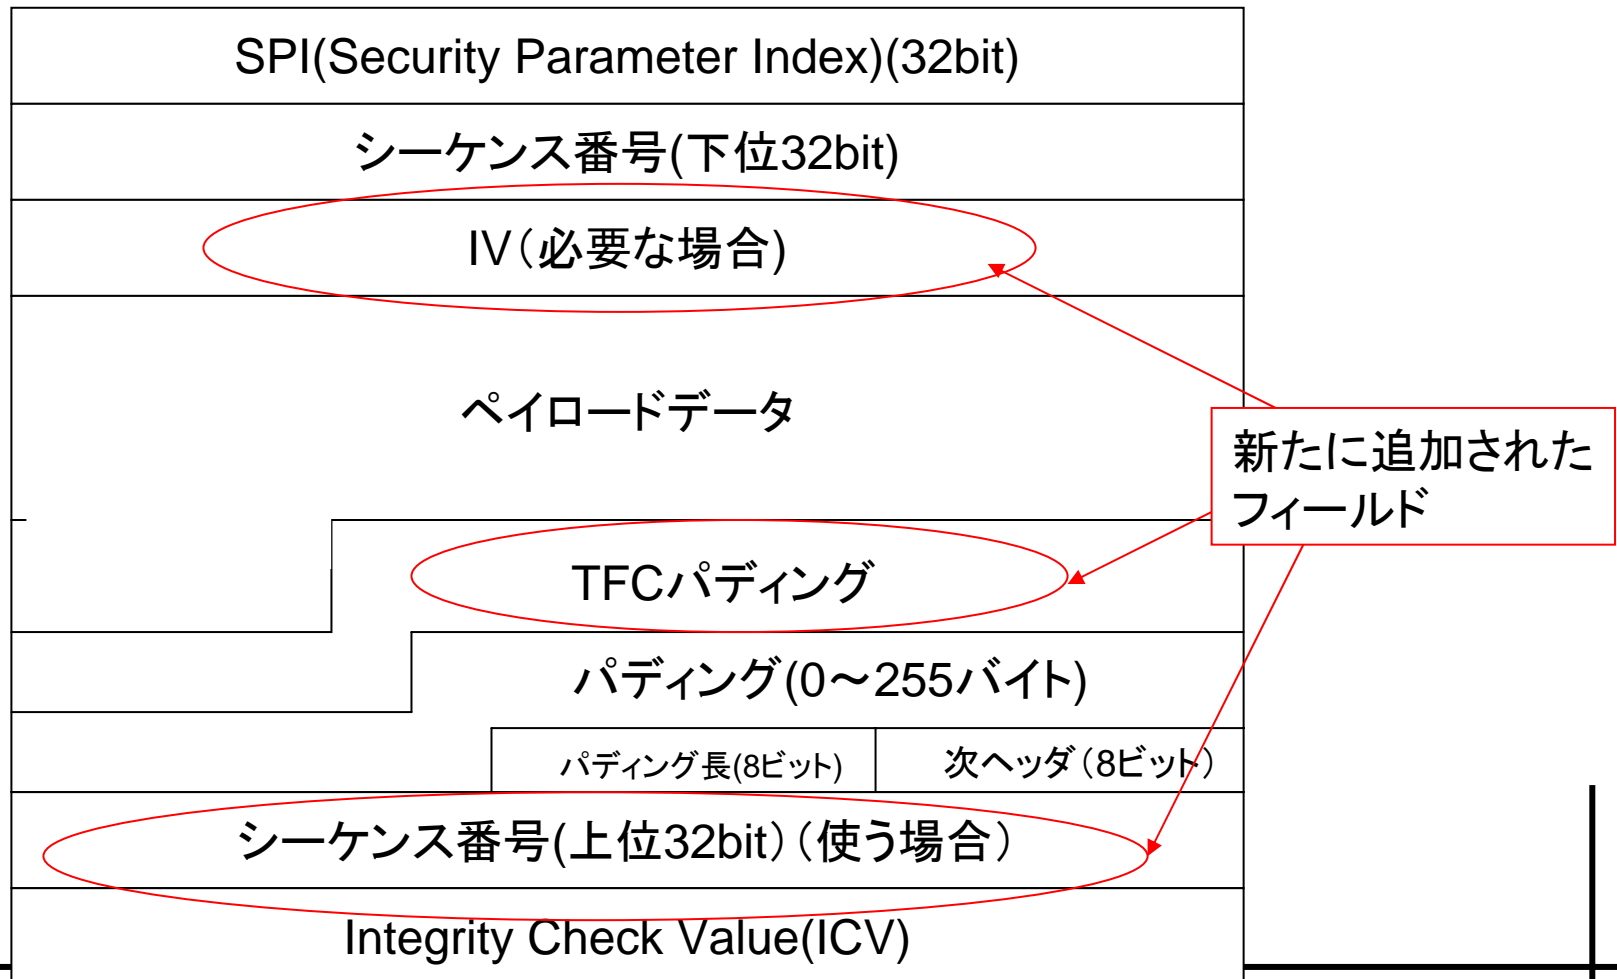 SPI(Security Parameter Index)(32bit)
シーケンス番号(下位32bit)
IV（必要な場合)
ペイロードデータ
新たに追加された
フィールド
TFCパディング
パディング(0～255バイト)
パディング長(8ビット)
次ヘッダ（8ビット）
シーケンス番号(上位32bit）（使う場合）
Integrity Check Value(ICV)